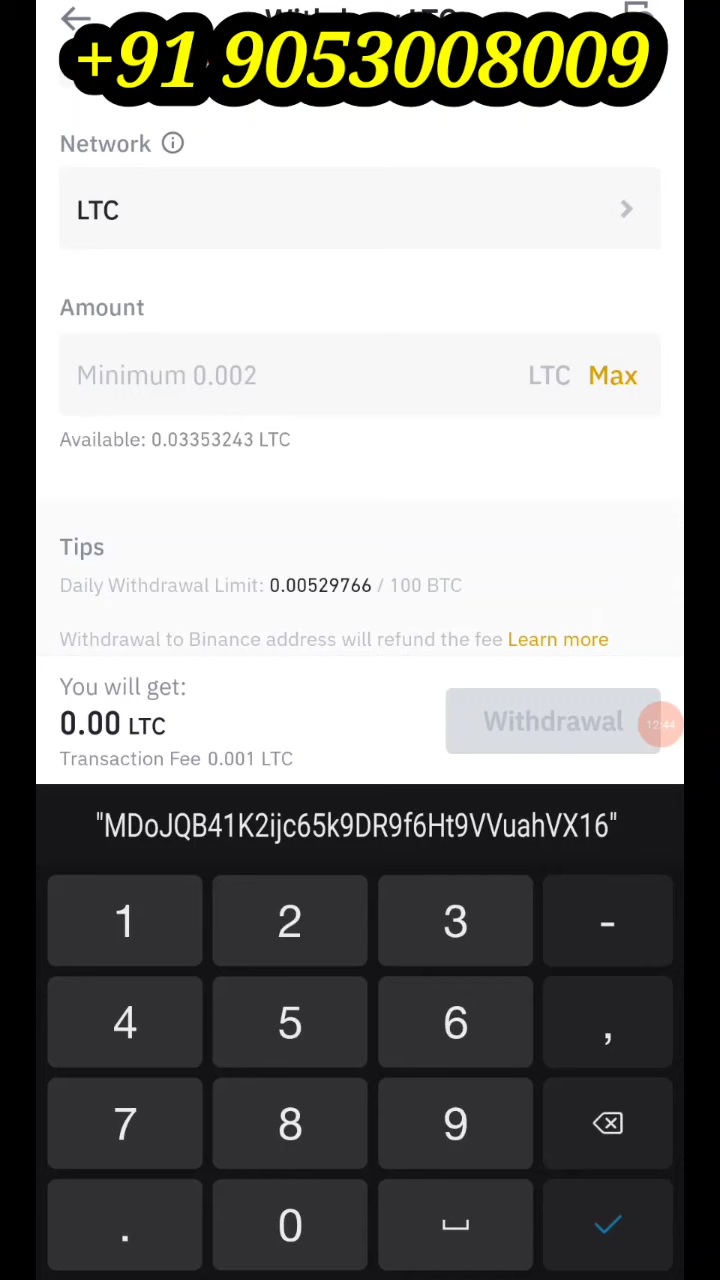 +91 9053008009
Network
LTC
Amount
Minimum 0.002 LTC Max
Available: 0.03353243 LTC
Tips
Daily Withdrawal Limit: 0.00529766 / 100 BTC
Withdrawal to Binance address will refund the fee Learn more
You will get:
0.00 LTC
Withdrawal
12:44
Transaction Fee 0.001 LTC
"MDoJQB41K2ijc65k9DR9f6Ht9VVuahVX16"
1 2 3 -
4 5 6 ,
7 8 9
. 0